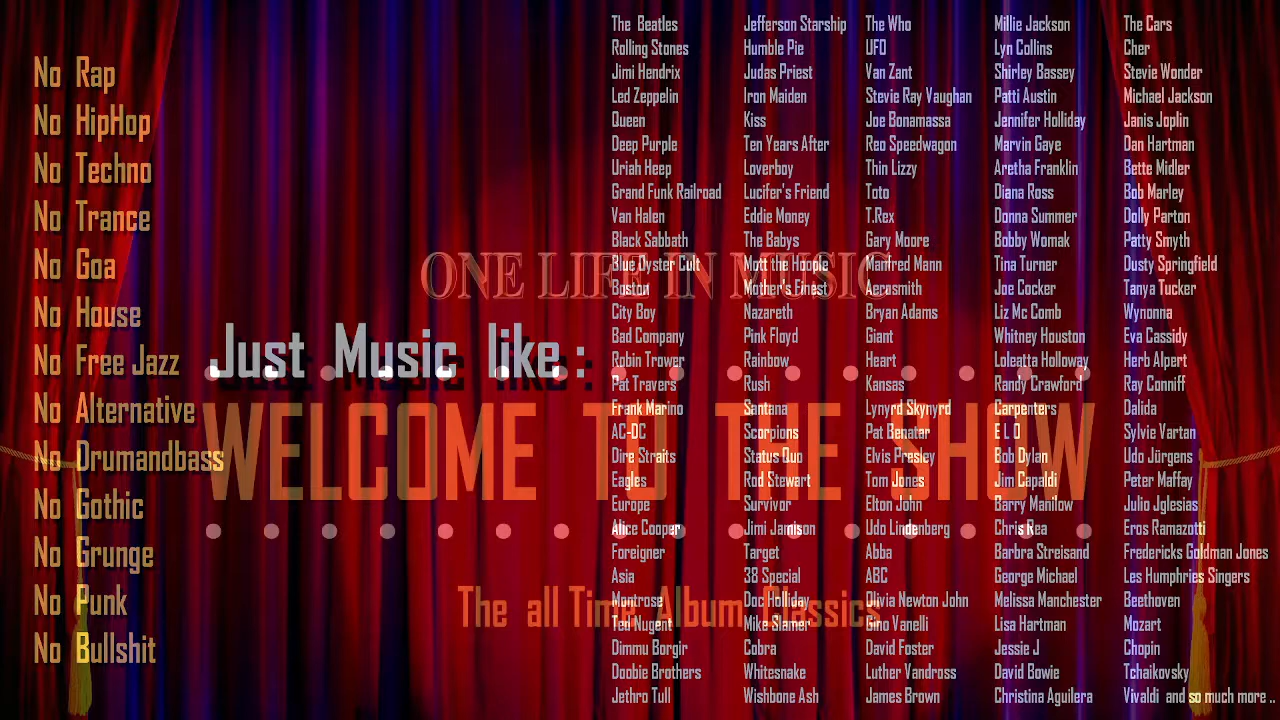 No Rap
No HipHop
No Techno
No Trance
No Goa
No House
No Free Jazz
No Alternative
No Drumandbass
No Gothic
No Grunge
No Punk
No Bullshit
ONE LIFE IN MUSIC
Just Music like :
WELCOME TO THE SHOW
The all Time Album Classics
The Beatles
Rolling Stones
Jimi Hendrix
Led Zeppelin
Queen
Deep Purple
Uriah Heep
Grand Funk Railroad
Van Halen
Black Sabbath
Blue Oyster Cult
Boston
City Boy
Bad Company
Robin Trower
Pat Travers
Frank Marino
AC-DC
Dire Straits
Eagles
Europe
Alice Cooper
Foreigner
Asia
Montrose
Ted Nugent
Dimmu Borgir
Doobie Brothers
Jethro Tull
Jefferson Starship
Humble Pie
Judas Priest
Iron Maiden
Kiss
Ten Years After
Loverboy
Lucifer's Friend
Eddie Money
The Babys
Mott the Hoople
Mother's Finest
Nazareth
Pink Floyd
Rainbow
Rush
Santana
Scorpions
Status Quo
Rod Stewart
Survivor
Jimi Jamison
Target
38 Special
Doc Holliday
Mike Slamer
Cobra
Whitesnake
Wishbone Ash
The Who
UFO
Van Zant
Stevie Ray Vaughan
Joe Bonamassa
Reo Speedwagon
Thin Lizzy
Toto
T.Rex
Gary Moore
Manfred Mann
Aerosmith
Bryan Adams
Giant
Heart
Kansas
Lynyrd Skynyrd
Pat Benatar
Elvis Presley
Tom Jones
Elton John
Udo Lindenberg
Abba
ABC
Olivia Newton John
Gino Vanelli
David Foster
Luther Vandross
James Brown
Millie Jackson
Lyn Collins
Shirley Bassey
Patti Austin
Jennifer Holliday
Marvin Gaye
Aretha Franklin
Diana Ross
Donna Summer
Bobby Womak
Tina Turner
Joe Cocker
Liz Mc Comb
Whitney Houston
Loleatta Holloway
Randy Crawford
Carpenters
E L O
Bob Dylan
Jim Capaldi
Barry Manilow
Chris Rea
Barbra Streisand
George Michael
Melissa Manchester
Lisa Hartman
Jessie J
David Bowie
Christina Aguilera
The Cars
Cher
Stevie Wonder
Michael Jackson
Janis Joplin
Dan Hartman
Bette Midler
Bob Marley
Dolly Parton
Patty Smyth
Dusty Springfield
Tanya Tucker
Wynonna
Eva Cassidy
Herb Alpert
Ray Conniff
Dalida
Sylvie Vartan
Udo Jürgens
Peter Maffay
Julio Jglesias
Eros Ramazotti
Fredericks Goldman Jones
Les Humphries Singers
Beethoven
Mozart
Chopin
Tchaikovsky
Vivaldi and so much more ..